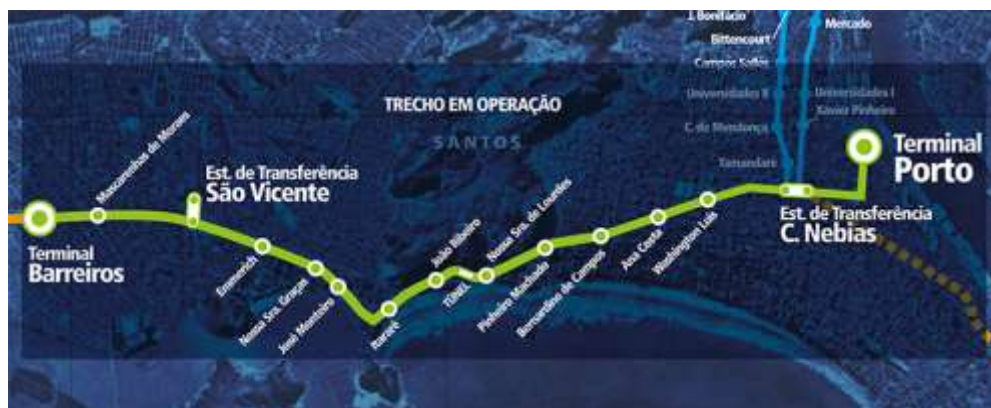 J. Bonifácio
Bittencourt
Campos Salles
Universidades II
C. de Mendonça
Tamandaré
Mercado
Universidades I
Xavier Pinheiro
TRECHO EM OPERAÇÃO
SANTOS
Terminal
Barreiros
Mascarenhas de Morais
Est. de Transferência
São Vicente
Emmerich
Nossa Sra. Graças
José Monteiro
Itararé
João Ribeiro
TÚNEL
Nossa Sra. de Lourdes
Pinheiro Machado
Bernardino de Campos
Ana Costa
Washington Luís
Est. de Transferência
C. Nebias
Terminal
Porto